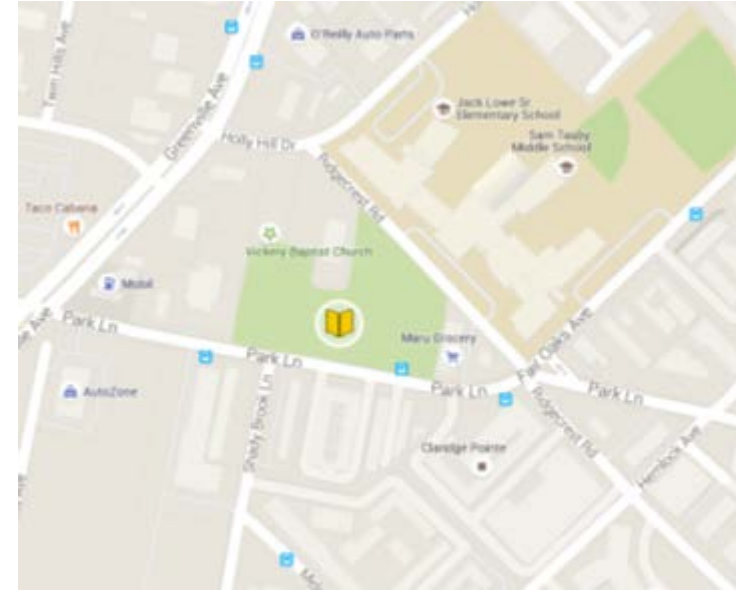 O'Reilly Auto Parts
Twin Hills Ave
Greenville Ave
Jack Lowe Sr.
Elementary School
Sam Tasby
Middle School
Holly Hill Dr
Ridgecrest Rd
Taco Cabana
Vickery Baptist Church
Mobil
Park Ln
Maru Grocery
Fair Oaks Ave
Park Ln
AutoZone
Park Ln
Park Ln
Shady Brook Ln
Ridgecrest Rd
Claridge Pointe
Hemlock Ave